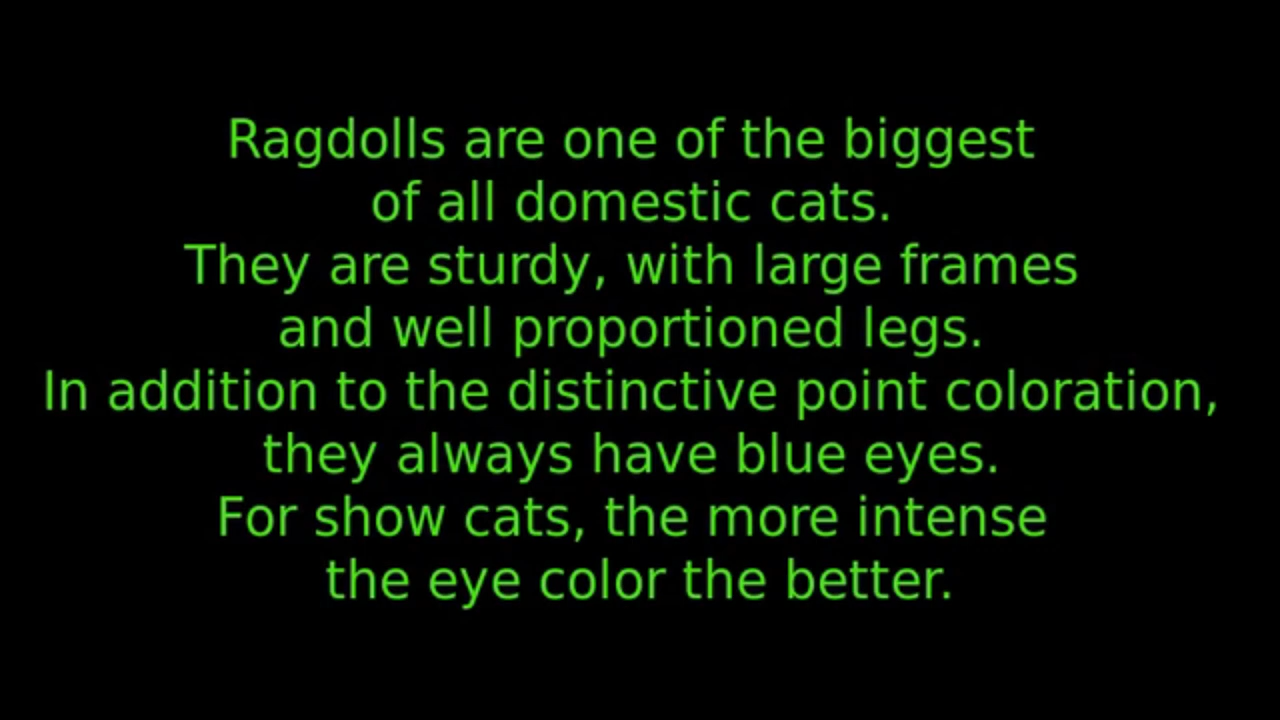 Ragdolls are one of the biggest
of all domestic cats.
They are sturdy, with large frames
and well proportioned legs.
In addition to the distinctive point coloration,
they always have blue eyes.
For show cats, the more intense
the eye color the better.